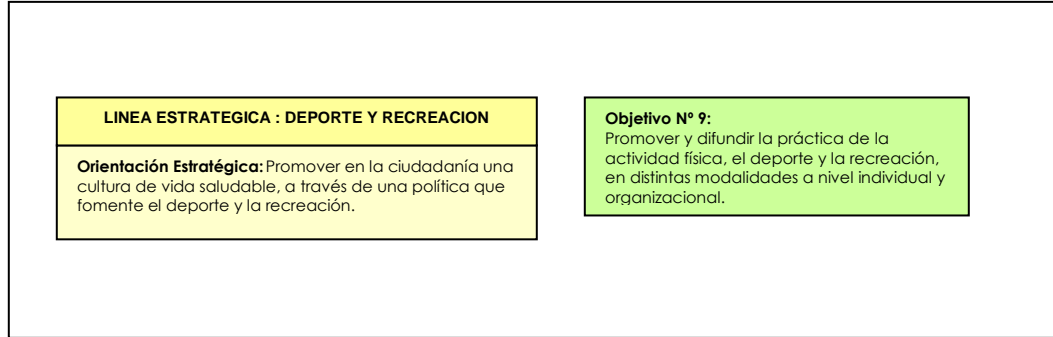 LINEA ESTRATEGICA : DEPORTE Y RECREACION
Orientación Estratégica: Promover en la ciudadanía una
cultura de vida saludable, a través de una política que
fomente el deporte y la recreación.
Objetivo Nº 9:
Promover y difundir la práctica de la
actividad física, el deporte y la recreación,
en distintas modalidades a nivel individual y
organizacional.